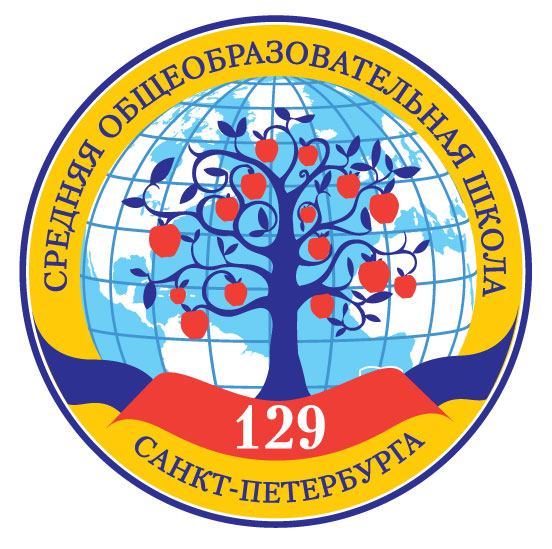 СРЕДНЯЯ ОБЩЕОБРАЗОВАТЕЛЬНАЯ ШКОЛА
129
САНКТ-ПЕТЕРБУРГА